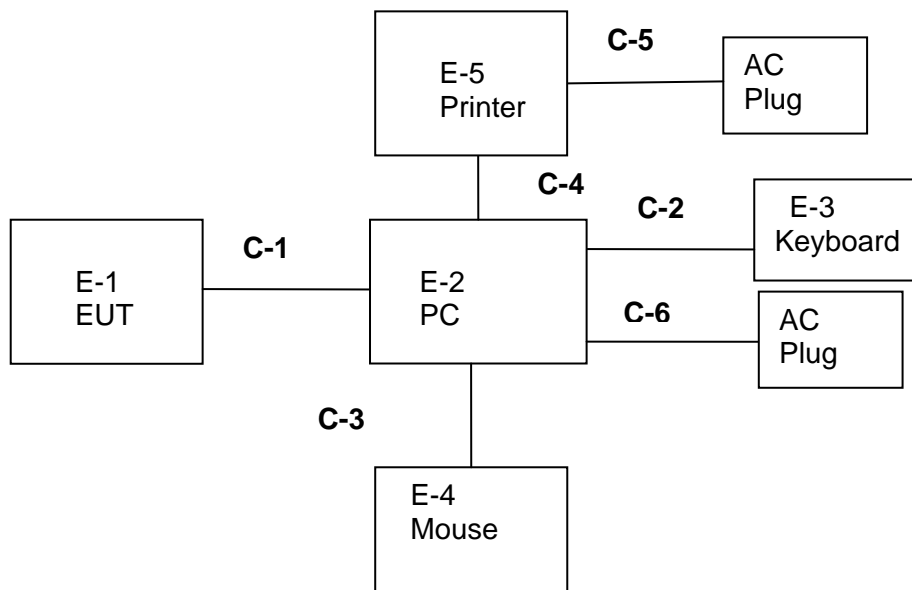 C-5
E-5
Printer
AC
Plug
C-4
C-2
E-3
Keyboard
C-1
E-1
EUT
E-2
PC
C-6
AC
Plug
C-3
E-4
Mouse